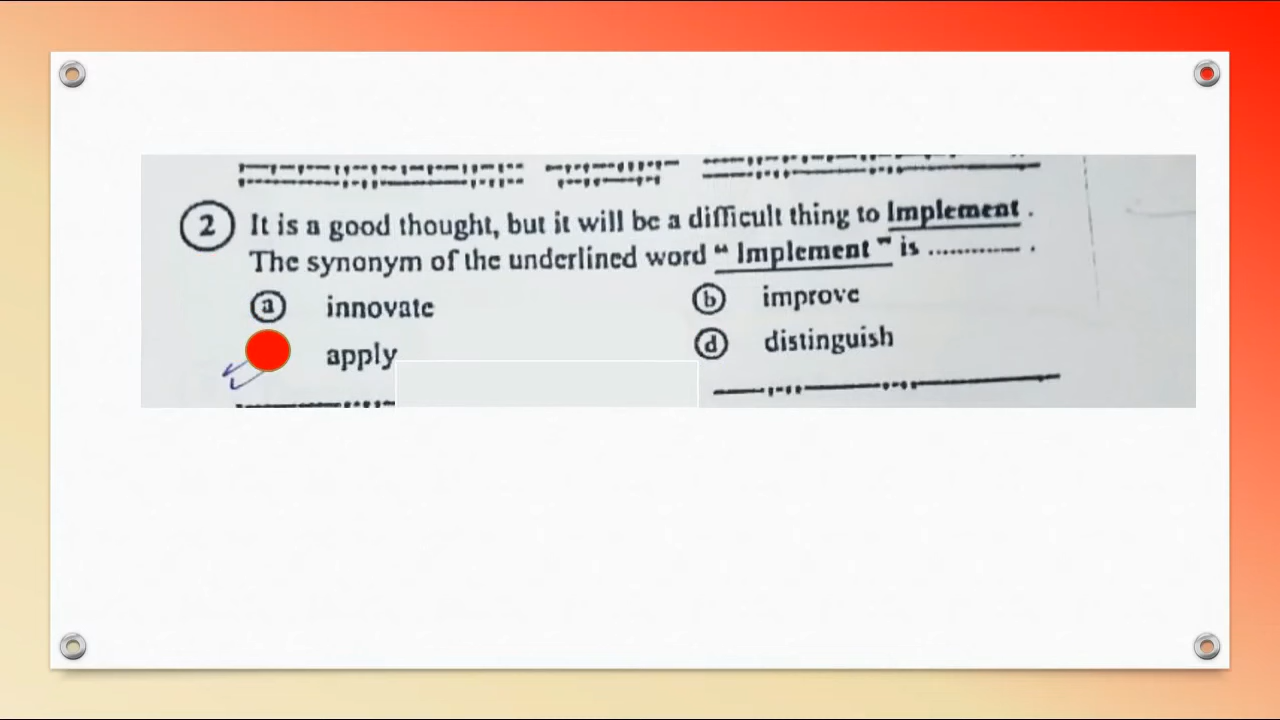 2 It is a good thought, but it will be a difficult thing to Implement .
The synonym of the underlined word “ Implement ” is ............ .
a innovate b improve
apply d distinguish